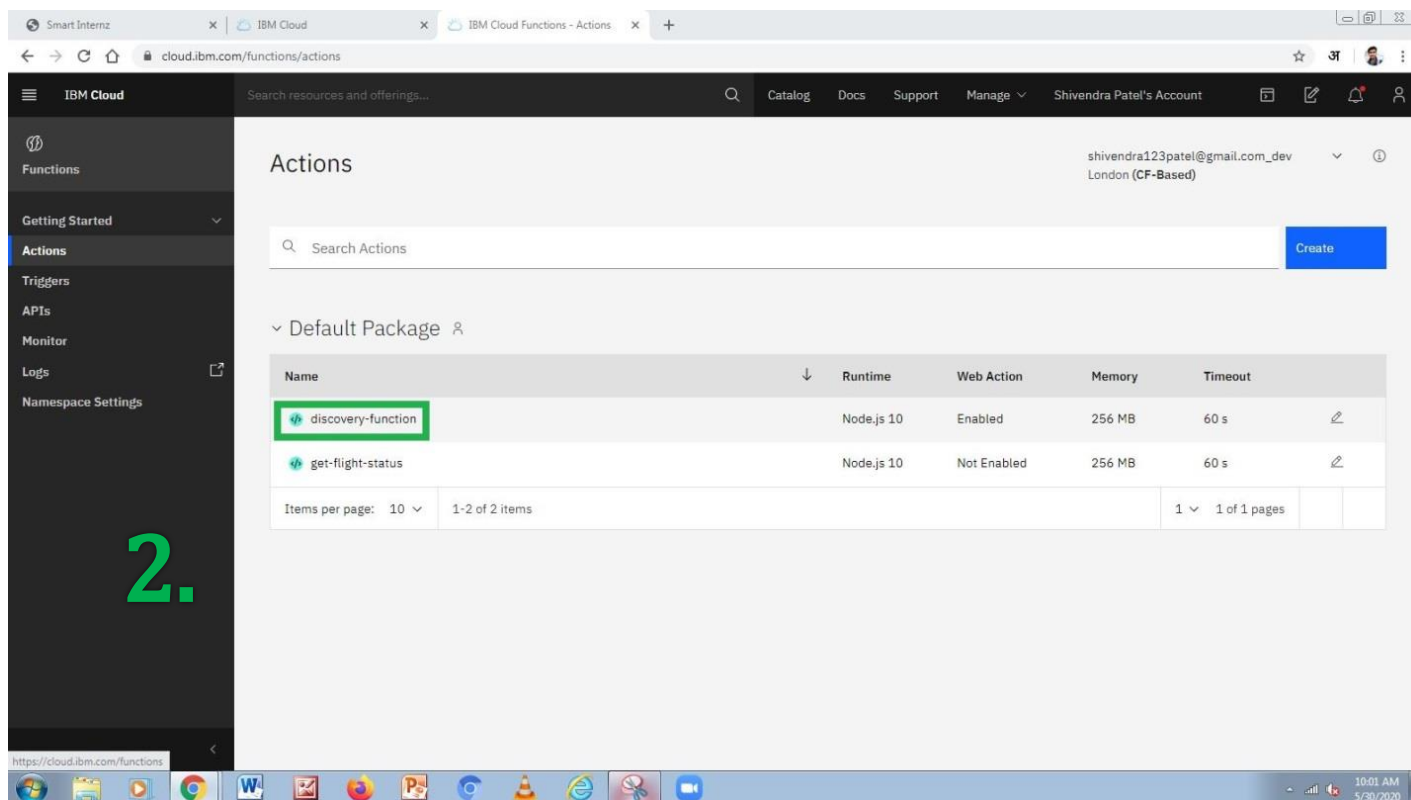 Smart Internz
IBM Cloud
IBM Cloud Functions - Actions
cloud.ibm.com/functions/actions
अ
IBM Cloud
Search resources and offerings...
Catalog
Docs
Support
Manage
Shivendra Patel's Account
Functions
Getting Started
Actions
Triggers
APIs
Monitor
Logs
Namespace Settings
2.
Actions
shivendra123patel@gmail.com_dev
London (CF-Based)
Search Actions
Create
Default Package
Name Runtime Web Action Memory Timeout
discovery-function Node.js 10 Enabled 256 MB 60 s
get-flight-status Node.js 10 Not Enabled 256 MB 60 s
Items per page: 10 1-2 of 2 items 1 1 of 1 pages
https://cloud.ibm.com/functions
10:01 AM
5/30/2020